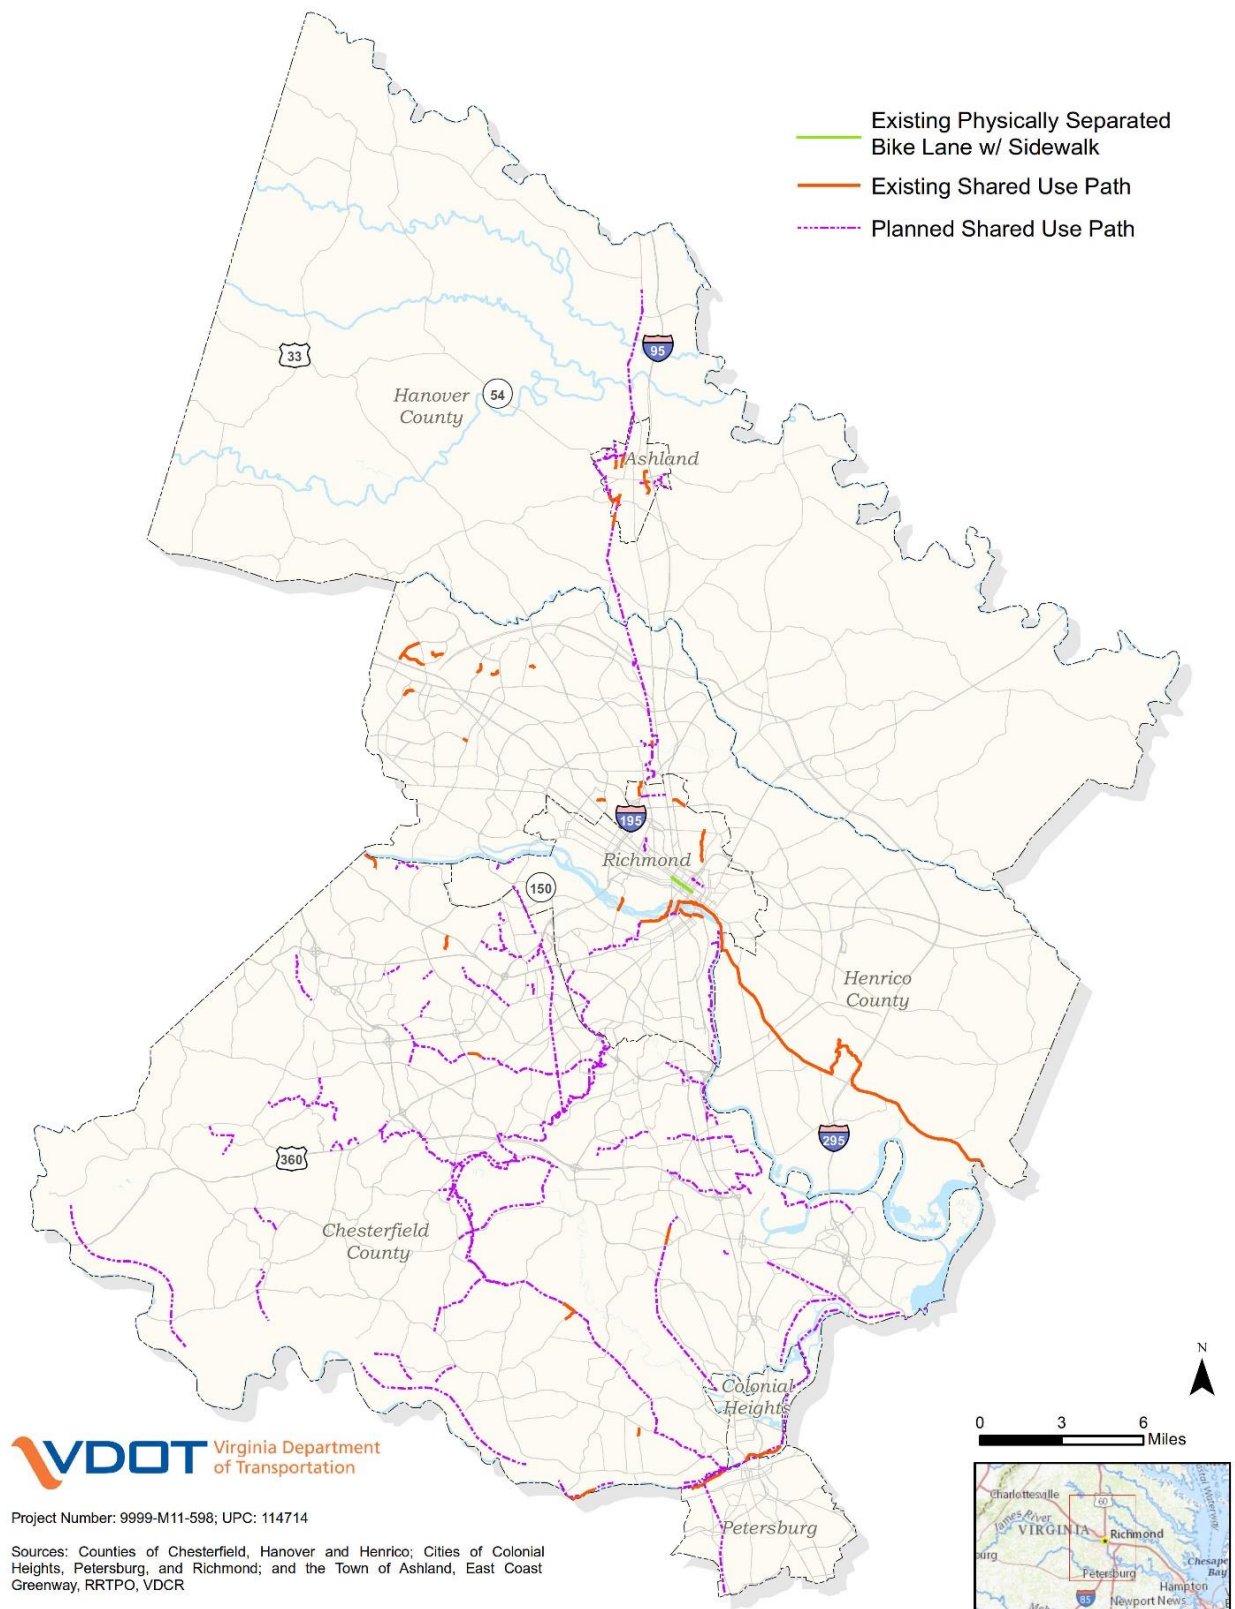 Existing Physically Separated
Bike Lane w/ Sidewalk
Existing Shared Use Path
Planned Shared Use Path
95
33
Hanover
County
54
Ashland
195
Richmond
150
Henrico
County
295
360
Chesterfield
County
N
Colonial
Heights
0 3 6
Miles
VDOT Virginia Department
of Transportation
Charlottesville
60
James River
VIRGINIA
Richmond
Petersburg
Hampton
85
Newport News
Project Number: 9999-M11-598; UPC: 114714
Petersburg
Sources: Counties of Chesterfield, Hanover and Henrico; Cities of Colonial
Heights, Petersburg, and Richmond; and the Town of Ashland, East Coast
Greenway, RRTPO, VDCR